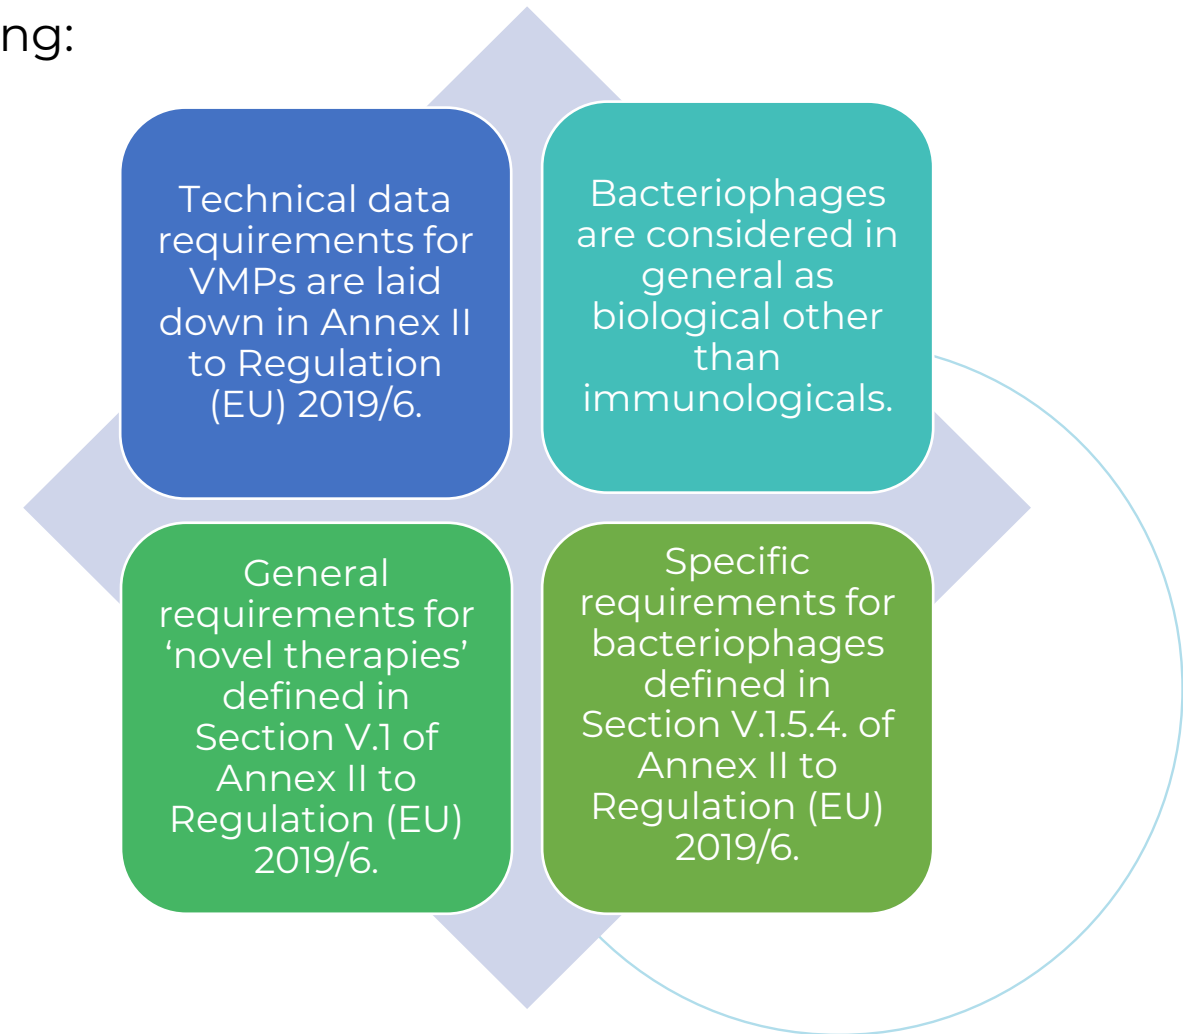 ng:
Technical data
requirements for
VMPs are laid
down in Annex II
to Regulation
(EU) 2019/6.
Bacteriophages
are considered in
general as
biological other
than
immunologicals.
General
requirements for
‘novel therapies’
defined in
Section V.1 of
Annex II to
Regulation (EU)
2019/6.
Specific
requirements for
bacteriophages
defined in
Section V.1.5.4. of
Annex II to
Regulation (EU)
2019/6.